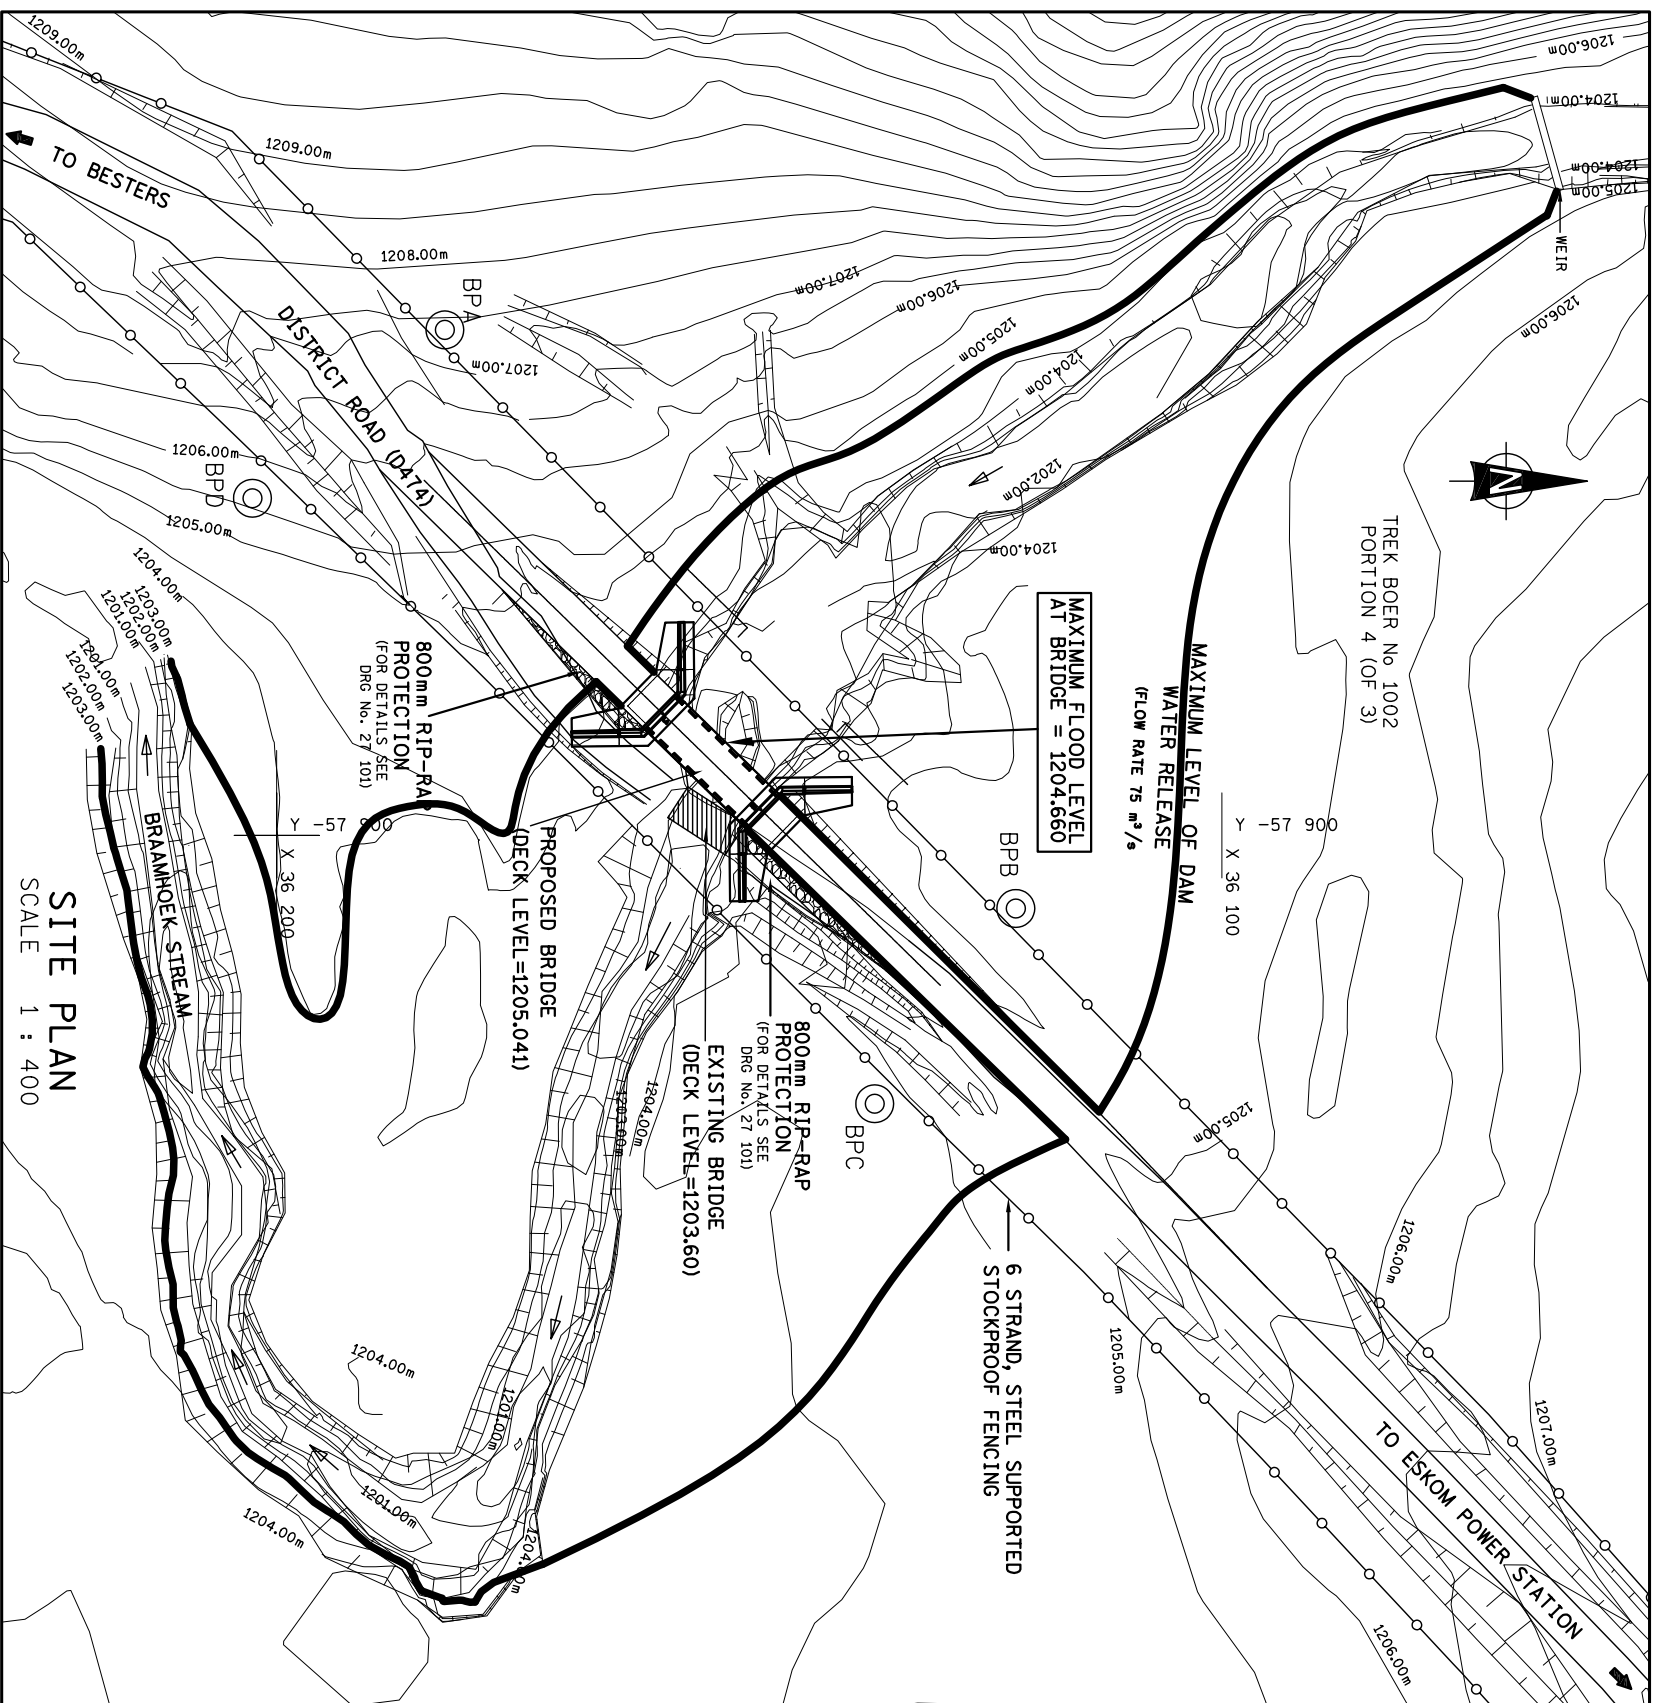 1209.00m
1209.00m
TO BESTERS
1208.00m
1207.00m
1206.00m
1205.00m
1204.00m
1206.00m
1204.00m
1204.00m
1205.00m
WEIR
1206.00m
N
BPA
1207.00m
DISTRICT ROAD (D474)
1206.00m
BPD
1205.00m
1202.00m
1204.00m
TREK BOER No 1002
PORTION 4 (OF 3)
1204.00m
1203.00m
1202.00m
1201.00m
1201.00m
1202.00m
1203.00m
MAXIMUM FLOOD LEVEL
AT BRIDGE = 1204.660
MAXIMUM LEVEL OF DAM
WATER RELEASE
(FLOW RATE 75 m³/s
800mm RIP-RAP
PROTECTION
(FOR DETAILS SEE
DRG No. 27 101)
Y -57 900
X 36 200
Y -57 900
X 36 100
BPB
BRAAMHOEK STREAM
PROPOSED BRIDGE
(DECK LEVEL=1205.041)
EXISTING BRIDGE
(DECK LEVEL=1203.60)
800mm RIP-RAP
PROTECTION
(FOR DETAILS SEE
DRG No. 27 101)
BPC
1204.00m
1203.00m
1205.00m
6 STRAND, STEEL SUPPORTED
STOCKPROOF FENCING
1206.00m
1205.00m
1207.00m
TO ESKOM POWER STATION
1206.00m
1204.00m
1201.00m
1201.00m
1204.00m
1204.00m
SITE PLAN
SCALE 1 : 400